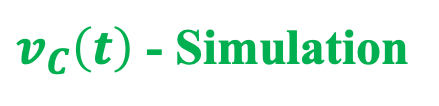 v_C(t) - Simulation